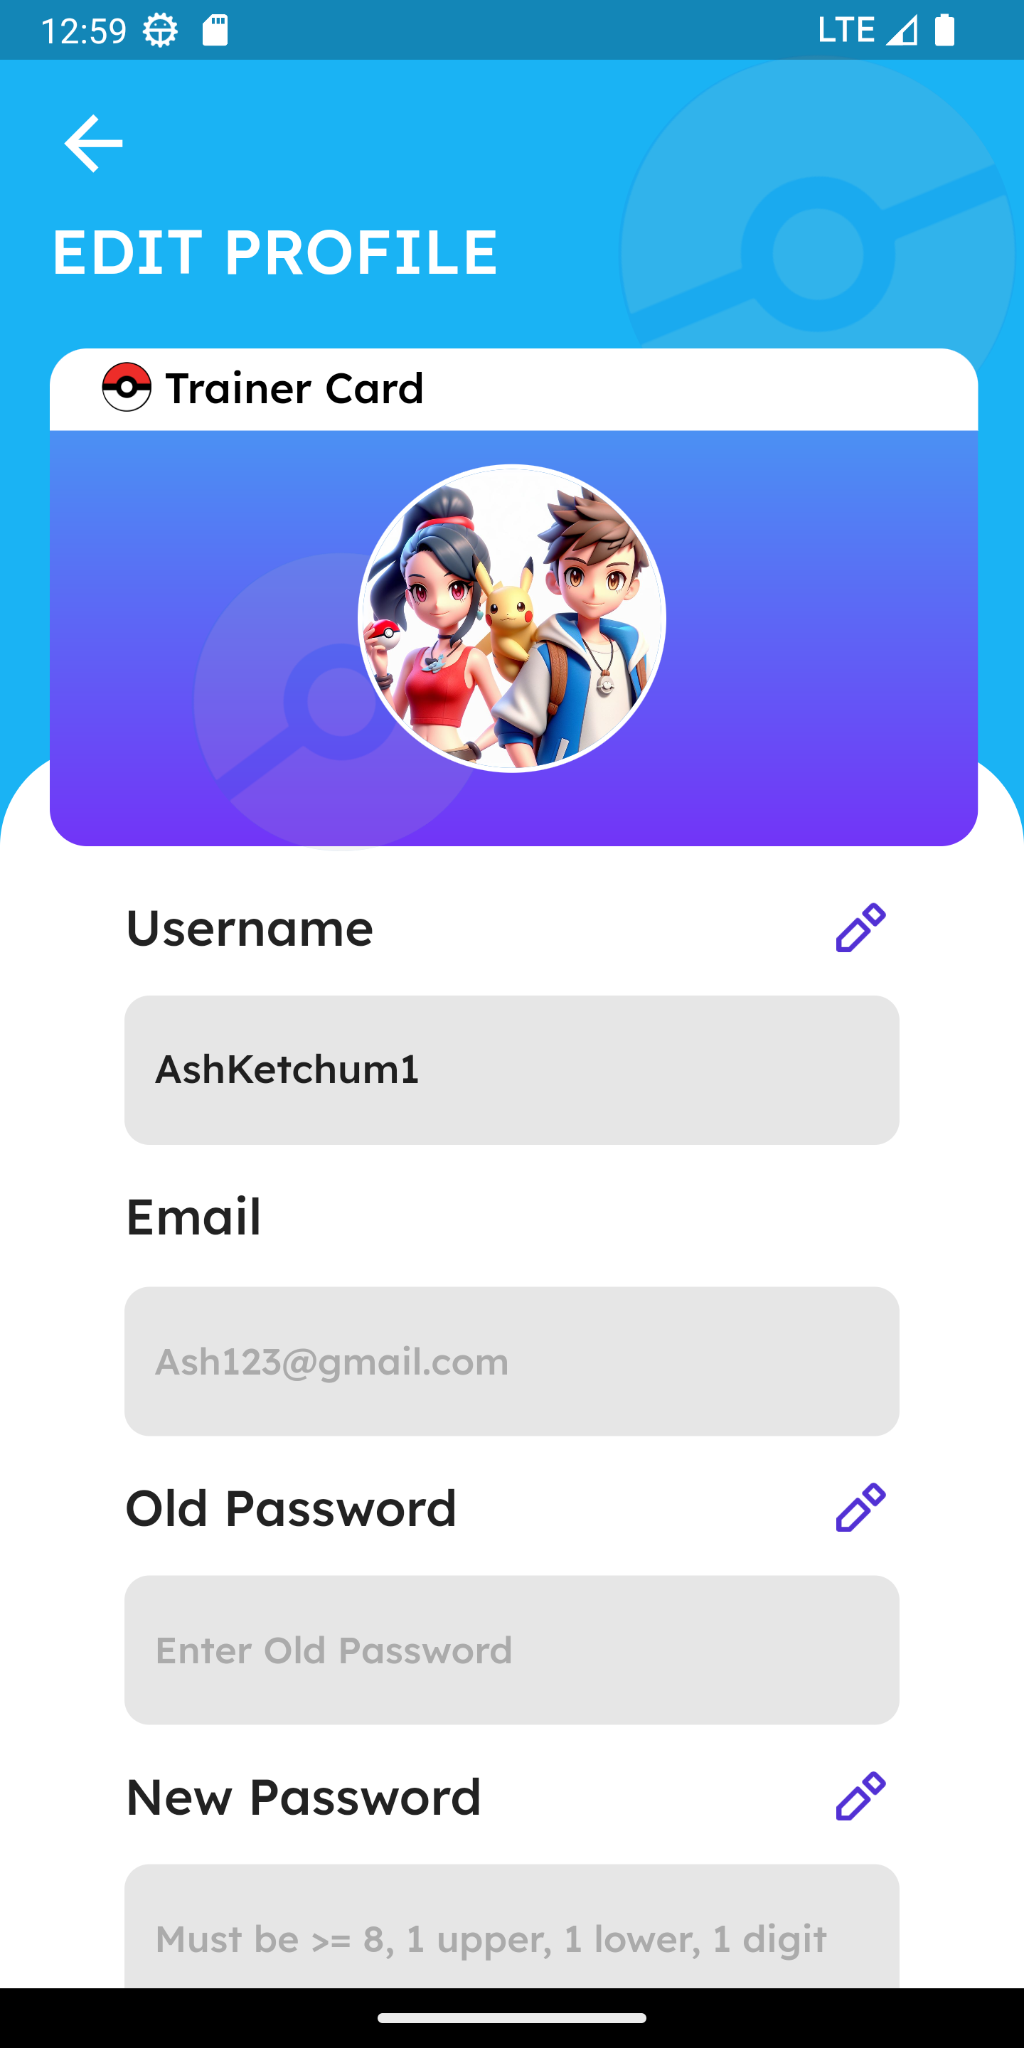 12:59
LTE
EDIT PROFILE
Trainer Card
Username
AshKetchum1
Email
Ash123@gmail.com
Old Password
Enter Old Password
New Password
Must be >= 8, 1 upper, 1 lower, 1 digit